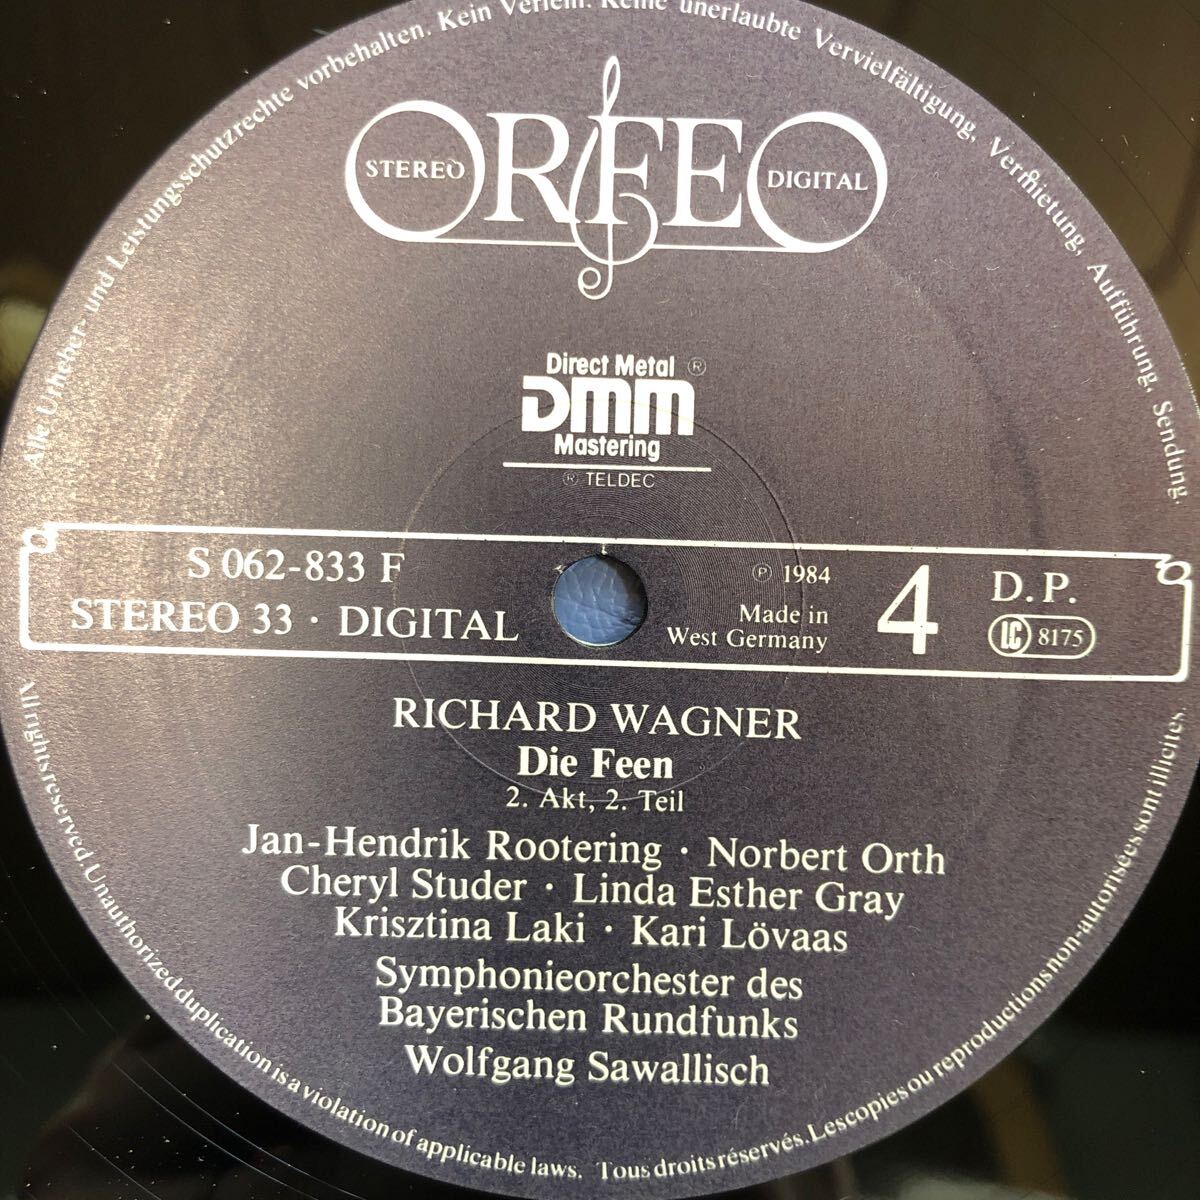 Alle Urheber- und Leistungsschutzrechte vorbehalten. Kein Verleih. Keine unerlaubte Vervielfältigung, Vermietung, Aufführung, Sendung
ORFEO
STEREO
DIGITAL
Direct Metal ®
DMM
Mastering
® TELDEC
S 062-833 F
STEREO 33 · DIGITAL
℗ 1984
Made in
West Germany
4
D.P.
LC 8175
RICHARD WAGNER
Die Feen
2. Akt, 2. Teil
Jan-Hendrik Rootering · Norbert Orth
Cheryl Studer · Linda Esther Gray
Krisztina Laki · Kari Lövaas
Symphonieorchester des
Bayerischen Rundfunks
Wolfgang Sawallisch
All rights reserved. Unauthorized duplication is a violation of applicable laws. Tous droits réservés. Les copies ou reproductions non-autorisées sont illicites.